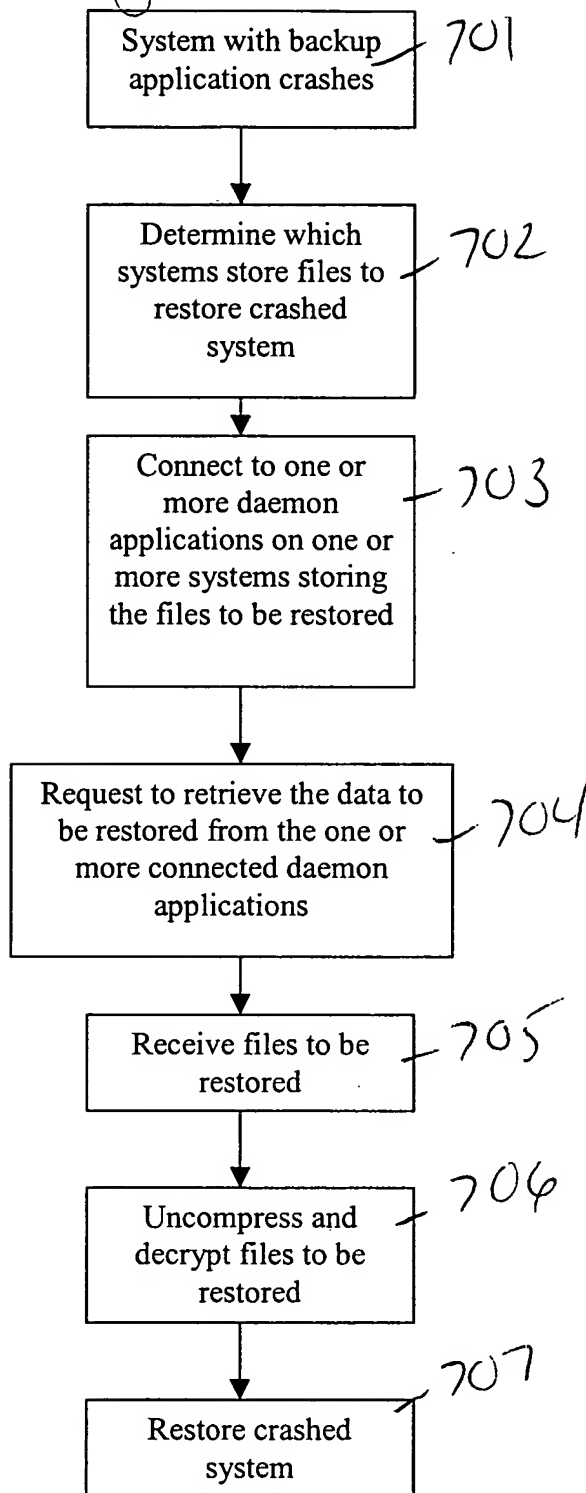 System with backup
application crashes
701
Determine which
systems store files to
restore crashed
system
702
Connect to one or
more daemon
applications on one or
more systems storing
the files to be restored
703
Request to retrieve the data to
be restored from the one or
more connected daemon
applications
704
Receive files to be
restored
705
Uncompress and
decrypt files to be
restored
706
Restore crashed
system
707